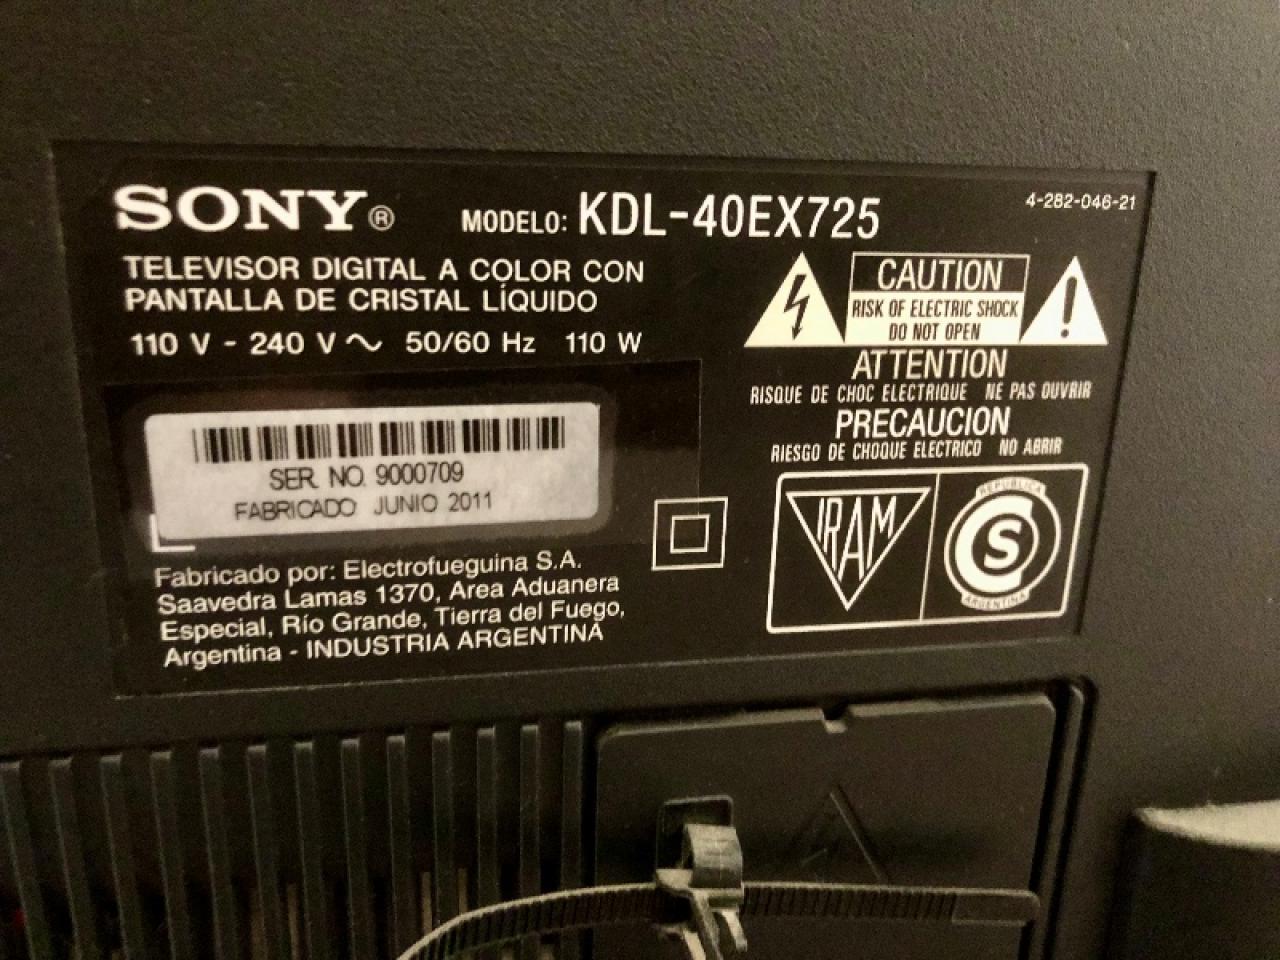 SONY®
MODELO: KDL-40EX725
4-282-046-21
TELEVISOR DIGITAL A COLOR CON
PANTALLA DE CRISTAL LÍQUIDO
110 V - 240 V ~ 50/60 Hz 110 W
SER. NO. 9000709
FABRICADO JUNIO 2011
Fabricado por: Electrofueguina S.A.
Saavedra Lamas 1370, Area Aduanera
Especial, Río Grande, Tierra del Fuego,
Argentina - INDUSTRIA ARGENTINA
CAUTION
RISK OF ELECTRIC SHOCK
DO NOT OPEN
ATTENTION
RISQUE DE CHOC ELECTRIQUE NE PAS OUVRIR
PRECAUCION
RIESGO DE CHOQUE ELECTRICO NO ABRIR
IRAM
REPUBLICA
S
ARGENTINA